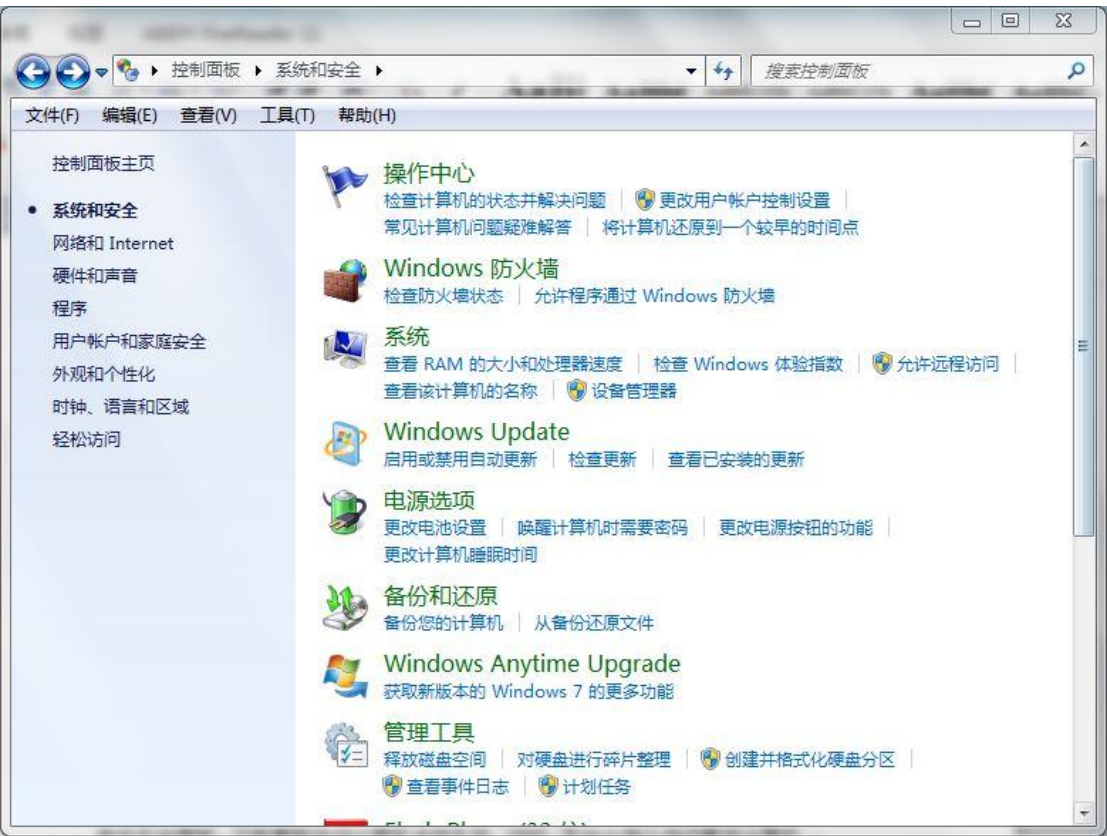 控制面板 系统和安全 搜索控制面板
文件(F) 编辑(E) 查看(V) 工具(T) 帮助(H)
控制面板主页
系统和安全
网络和 Internet
硬件和声音
程序
用户帐户和家庭安全
外观和个性化
时钟、语言和区域
轻松访问
操作中心
检查计算机的状态并解决问题 更改用户帐户控制设置
常见计算机问题疑难解答 将计算机还原到一个较早的时间点
Windows 防火墙
检查防火墙状态 允许程序通过 Windows 防火墙
系统
查看 RAM 的大小和处理器速度 检查 Windows 体验指数 允许远程访问
查看该计算机的名称 设备管理器
Windows Update
启用或禁用自动更新 检查更新 查看已安装的更新
电源选项
更改电池设置 唤醒计算机时需要密码 更改电源按钮的功能
更改计算机睡眠时间
备份和还原
备份您的计算机 从备份还原文件
Windows Anytime Upgrade
获取新版本的 Windows 7 的更多功能
管理工具
释放磁盘空间 对硬盘进行碎片整理 创建并格式化硬盘分区
查看事件日志 计划任务